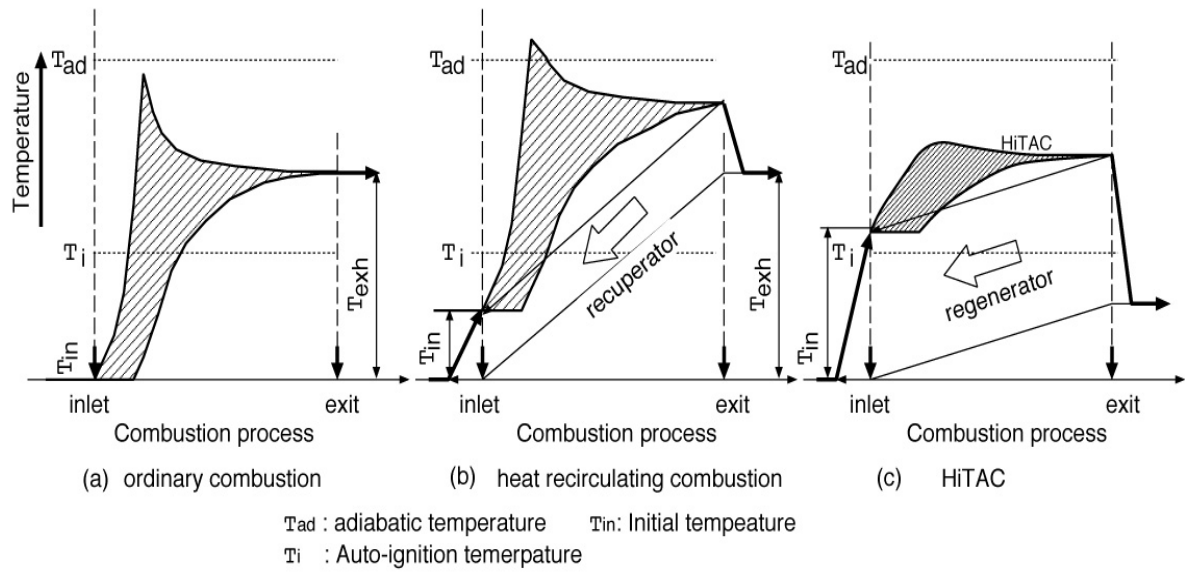 Temperature
Tad
Ti
Tin
Texh
inlet
exit
Combustion process
(a) ordinary combustion
Tad
Ti
Tin
recuperator
Texh
inlet
exit
Combustion process
(b) heat recirculating combustion
Tad
HiTAC
Ti
Tin
regenerator
inlet
exit
Combustion process
(c) HiTAC
Tad : adiabatic temperature Tin: Initial tempeature
Ti : Auto-ignition temerpature